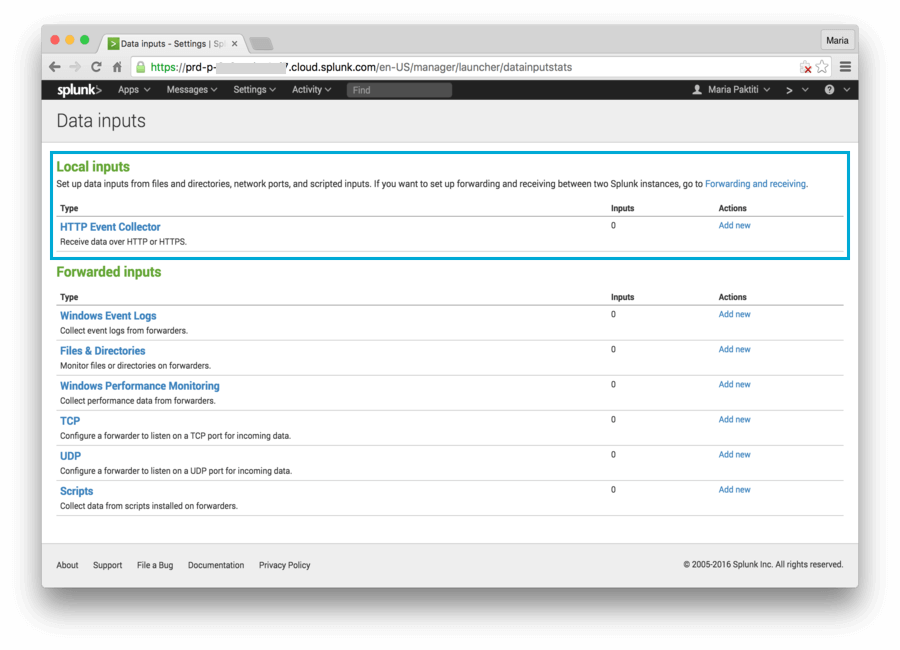 Data inputs - Settings | Spl
Maria
https://prd-p- 7.cloud.splunk.com/en-US/manager/launcher/datainputstats
splunk> Apps Messages Settings Activity Find Maria Paktiti > ?
Data inputs
Local inputs
Set up data inputs from files and directories, network ports, and scripted inputs. If you want to set up forwarding and receiving between two Splunk instances, go to Forwarding and receiving.
Type Inputs Actions
HTTP Event Collector 0 Add new
Receive data over HTTP or HTTPS.
Forwarded inputs
Type Inputs Actions
Windows Event Logs 0 Add new
Collect event logs from forwarders.
Files & Directories 0 Add new
Monitor files or directories on forwarders.
Windows Performance Monitoring 0 Add new
Collect performance data from forwarders.
TCP 0 Add new
Configure a forwarder to listen on a TCP port for incoming data.
UDP 0 Add new
Configure a forwarder to listen on a UDP port for incoming data.
Scripts 0 Add new
Collect data from scripts installed on forwarders.
About Support File a Bug Documentation Privacy Policy © 2005-2016 Splunk Inc. All rights reserved.